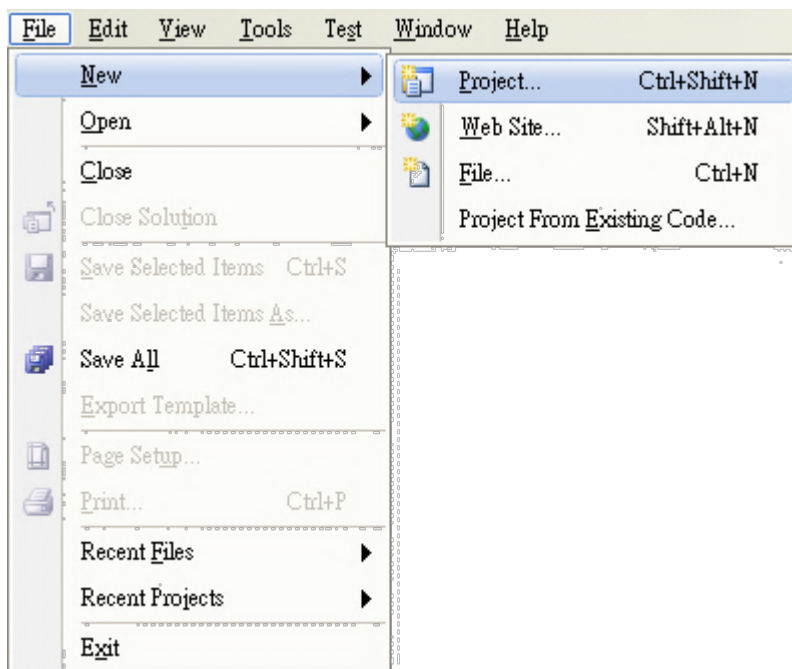 File Edit View Tools Test Window Help
New
Open
Close
Close Solution
Save Selected Items Ctrl+S
Save Selected Items As...
Save All Ctrl+Shift+S
Export Template...
Page Setup...
Print... Ctrl+P
Recent Files
Recent Projects
Exit
Project... Ctrl+Shift+N
Web Site... Shift+Alt+N
File... Ctrl+N
Project From Existing Code...